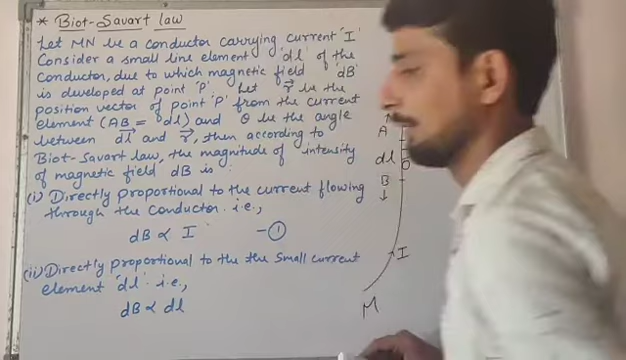 * Biot-Savart law
Let MN be a conductor carrying current 'I'
Consider a small line element 'dl' of the
conductor, due to which magnetic field 'dB'
is developed at point 'P'. Let r⃗ be the
position vector of point 'P' from the current
element (AB = dl) and θ be the angle
between dl⃗ and r⃗, then according to
Biot-Savart law, the magnitude of intensity
of magnetic field dB is
(i) Directly proportional to the current flowing
through the conductor. i.e.,
dB ∝ I —①
(ii) Directly proportional to the the small current
element 'dl'. i.e.,
dB ∝ dl
A
dl
B
I
M